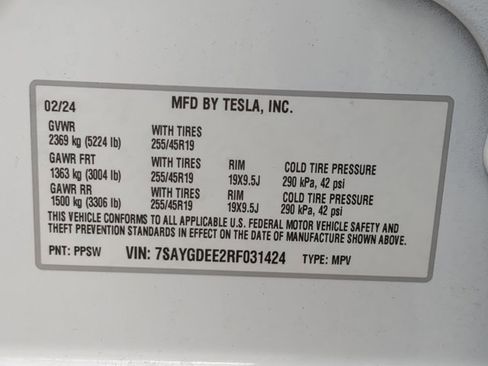 02/24 MFD BY TESLA, INC.
GVWR WITH TIRES
2369 kg (5224 lb) 255/45R19
GAWR FRT WITH TIRES RIM COLD TIRE PRESSURE
1363 kg (3004 lb) 255/45R19 19X9.5J 290 kPa, 42 psi
GAWR RR WITH TIRES RIM COLD TIRE PRESSURE
1500 kg (3306 lb) 255/45R19 19X9.5J 290 kPa, 42 psi
THIS VEHICLE CONFORMS TO ALL APPLICABLE U.S. FEDERAL MOTOR VEHICLE SAFETY AND
THEFT PREVENTION STANDARDS IN EFFECT ON THE DATE OF MANUFACTURE SHOWN ABOVE.
PNT: PPSW VIN: 7SAYGDEE2RF031424 TYPE: MPV